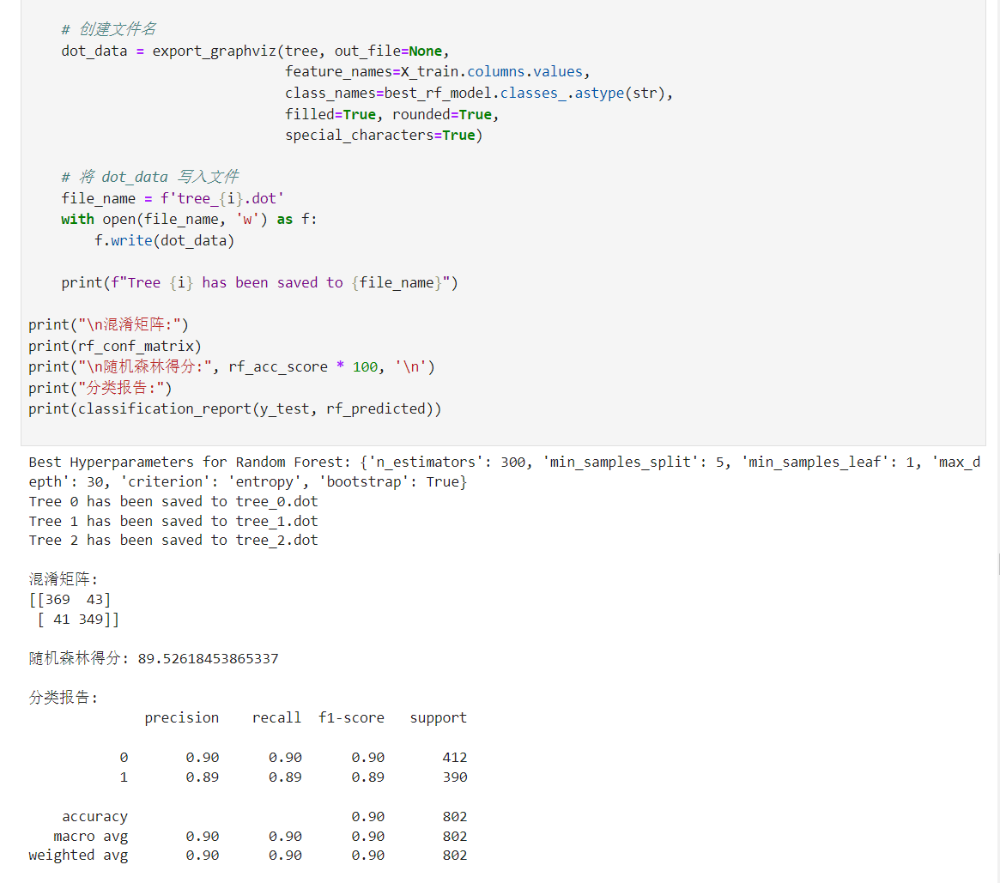 # 创建文件名
dot_data = export_graphviz(tree, out_file=None,
feature_names=X_train.columns.values,
class_names=best_rf_model.classes_.astype(str),
filled=True, rounded=True,
special_characters=True)
# 将 dot_data 写入文件
file_name = f'tree_{i}.dot'
with open(file_name, 'w') as f:
f.write(dot_data)
print(f"Tree {i} has been saved to {file_name}")
print("\n混淆矩阵:")
print(rf_conf_matrix)
print("\n随机森林得分:", rf_acc_score * 100, '\n')
print("分类报告:")
print(classification_report(y_test, rf_predicted))
Best Hyperparameters for Random Forest: {'n_estimators': 300, 'min_samples_split': 5, 'min_samples_leaf': 1, 'max_d
epth': 30, 'criterion': 'entropy', 'bootstrap': True}
Tree 0 has been saved to tree_0.dot
Tree 1 has been saved to tree_1.dot
Tree 2 has been saved to tree_2.dot
混淆矩阵:
[[369  43]
[ 41 349]]
随机森林得分: 89.52618453865337
分类报告:
precision    recall  f1-score   support
0       0.90      0.90      0.90       412
1       0.89      0.89      0.89       390
accuracy                           0.90       802
macro avg       0.90      0.90      0.90       802
weighted avg       0.90      0.90      0.90       802